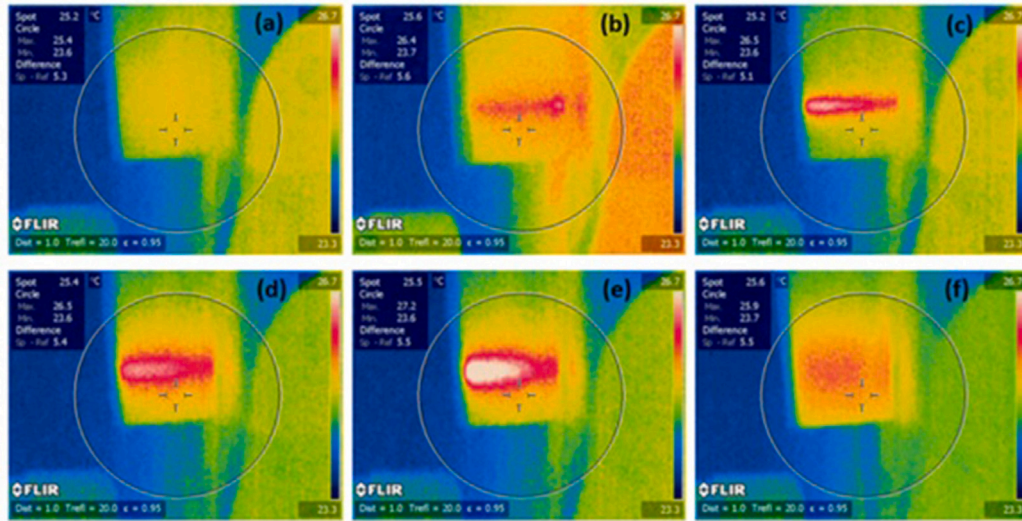 (a)
Spot 25.2 °C
Circle
Max. 25.4
Min. 23.6
Difference
Sp - Ref 5.3
26.7
FLIR
Dist = 1.0 Trefl = 20.0 ε = 0.95
23.3
(b)
Spot 25.6 °C
Circle
Max. 26.4
Min. 23.7
Difference
Sp - Ref 5.6
26.7
FLIR
Dist = 1.0 Trefl = 20.0 ε = 0.95
23.3
(c)
Spot 25.2 °C
Circle
Max. 26.5
Min. 23.6
Difference
Sp - Ref 5.1
26.7
FLIR
Dist = 1.0 Trefl = 20.0 ε = 0.95
23.3
(d)
Spot 25.4 °C
Circle
Max. 26.5
Min. 23.6
Difference
Sp - Ref 5.4
26.7
FLIR
Dist = 1.0 Trefl = 20.0 ε = 0.95
23.3
(e)
Spot 25.5 °C
Circle
Max. 27.2
Min. 23.6
Difference
Sp - Ref 5.5
26.7
FLIR
Dist = 1.0 Trefl = 20.0 ε = 0.95
23.3
(f)
Spot 25.6 °C
Circle
Max. 25.9
Min. 23.7
Difference
Sp - Ref 5.5
26.7
FLIR
Dist = 1.0 Trefl = 20.0 ε = 0.95
23.3